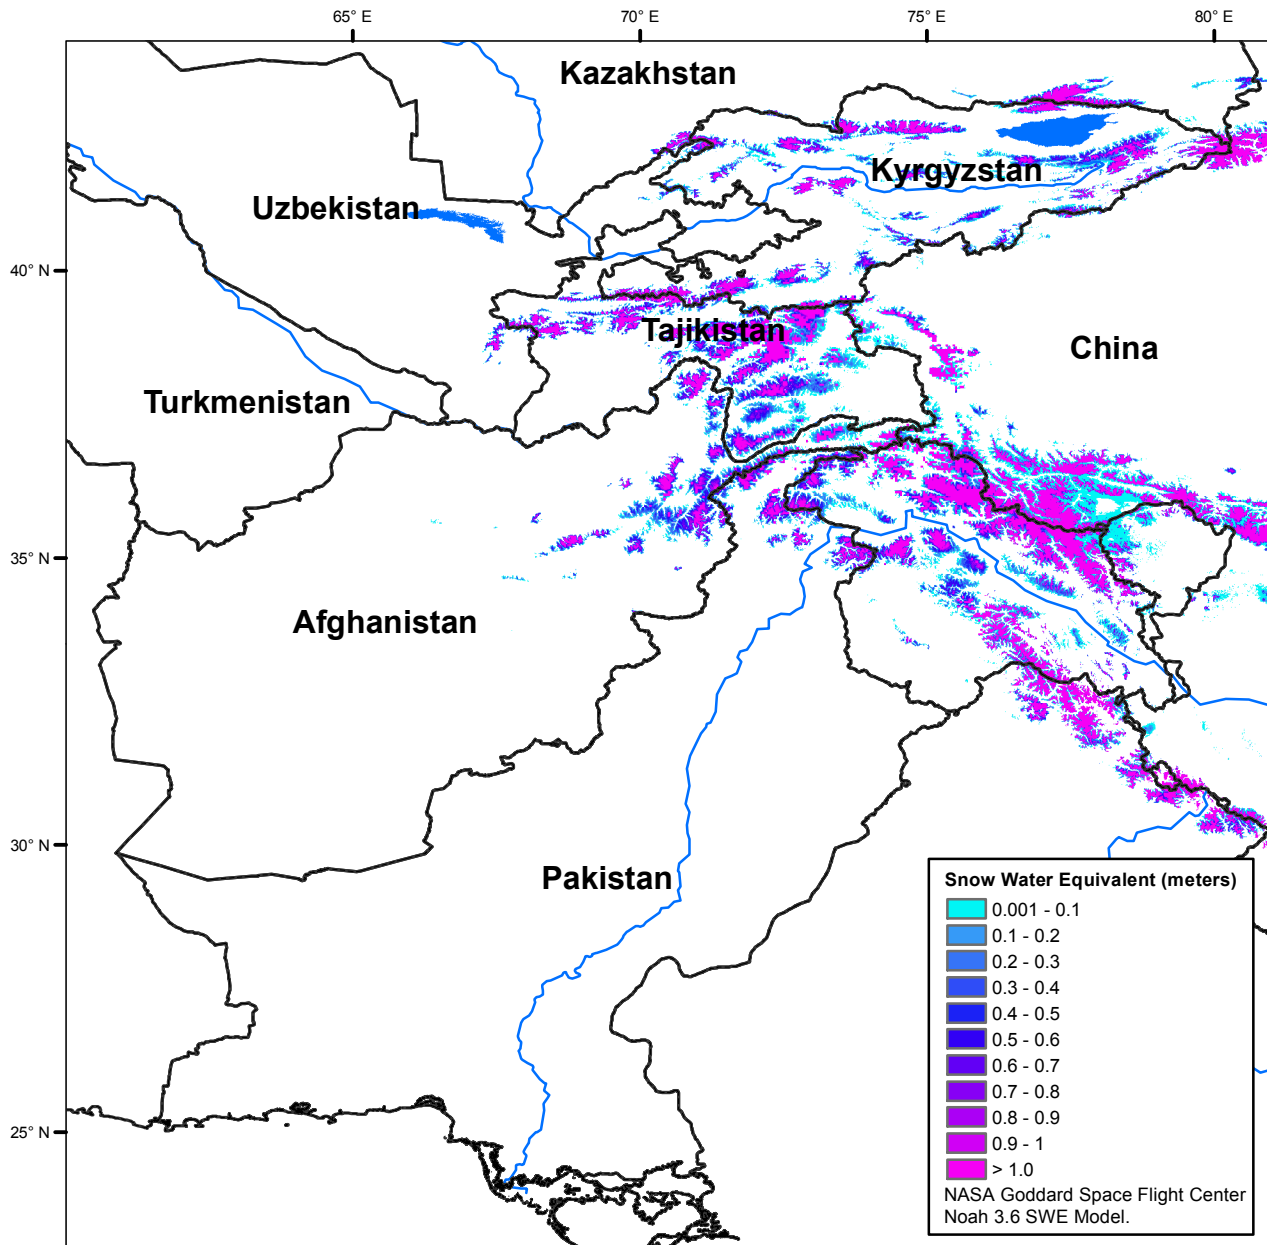 65° E
70° E
75° E
80° E
Kazakhstan
Kyrgyzstan
Uzbekistan
40° N
Tajikistan
China
Turkmenistan
35° N
Afghanistan
30° N
Pakistan
25° N
Snow Water Equivalent (meters)
0.001 - 0.1
0.1 - 0.2
0.2 - 0.3
0.3 - 0.4
0.4 - 0.5
0.5 - 0.6
0.6 - 0.7
0.7 - 0.8
0.8 - 0.9
0.9 - 1
> 1.0
NASA Goddard Space Flight Center
Noah 3.6 SWE Model.